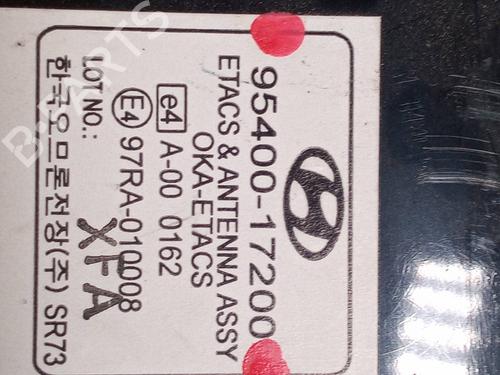 95400-17200
ETACS & ANTENNA ASSY
OKA-ETACS
e4 A-00 0162
E4 97RA-010008
LOT NO.: XFA
한국오므론전장(주) SR73
B-PARTS